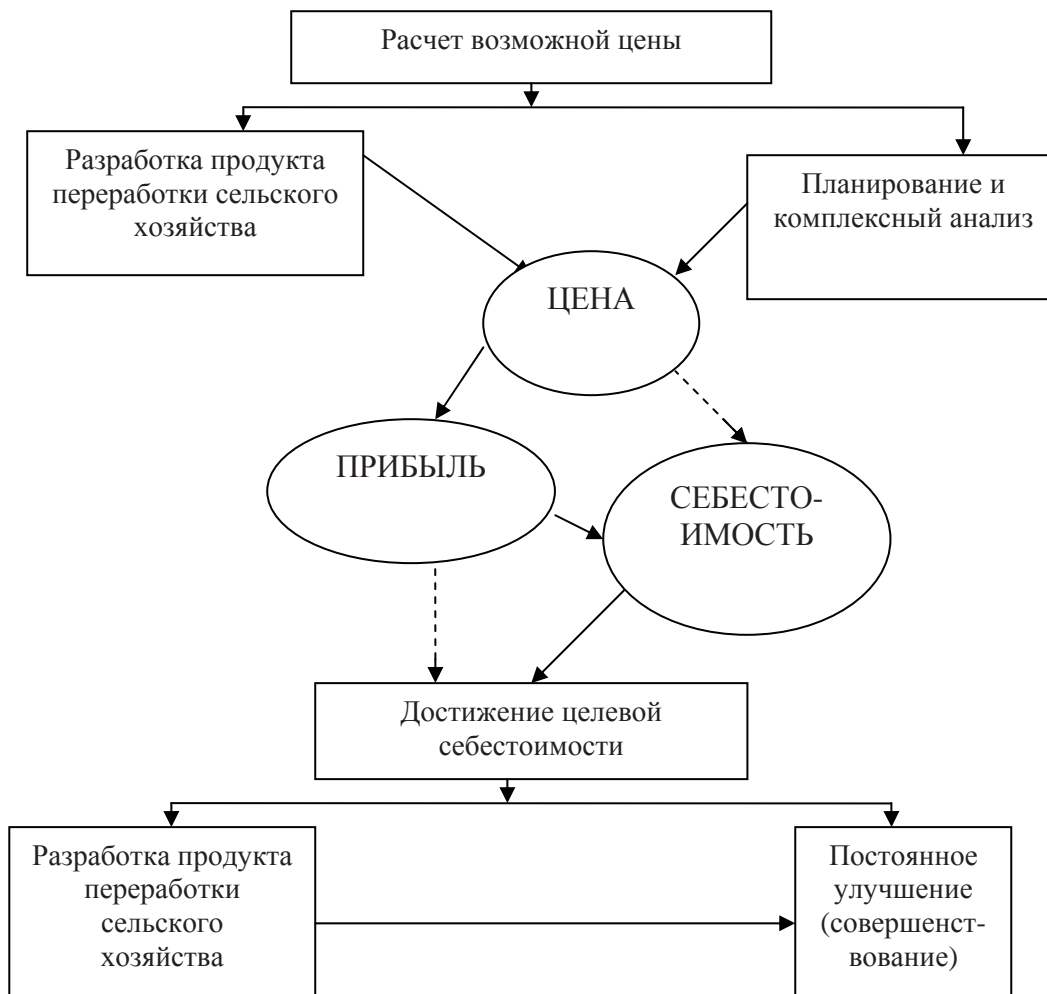 Расчет возможной цены
Разработка продукта
переработки сельского
хозяйства
Планирование и
комплексный анализ
ЦЕНА
ПРИБЫЛЬ
СЕБЕСТО-
ИМОСТЬ
Достижение целевой
себестоимости
Разработка продукта
переработки
сельского
хозяйства
Постоянное
улучшение
(совершенст-
вование)